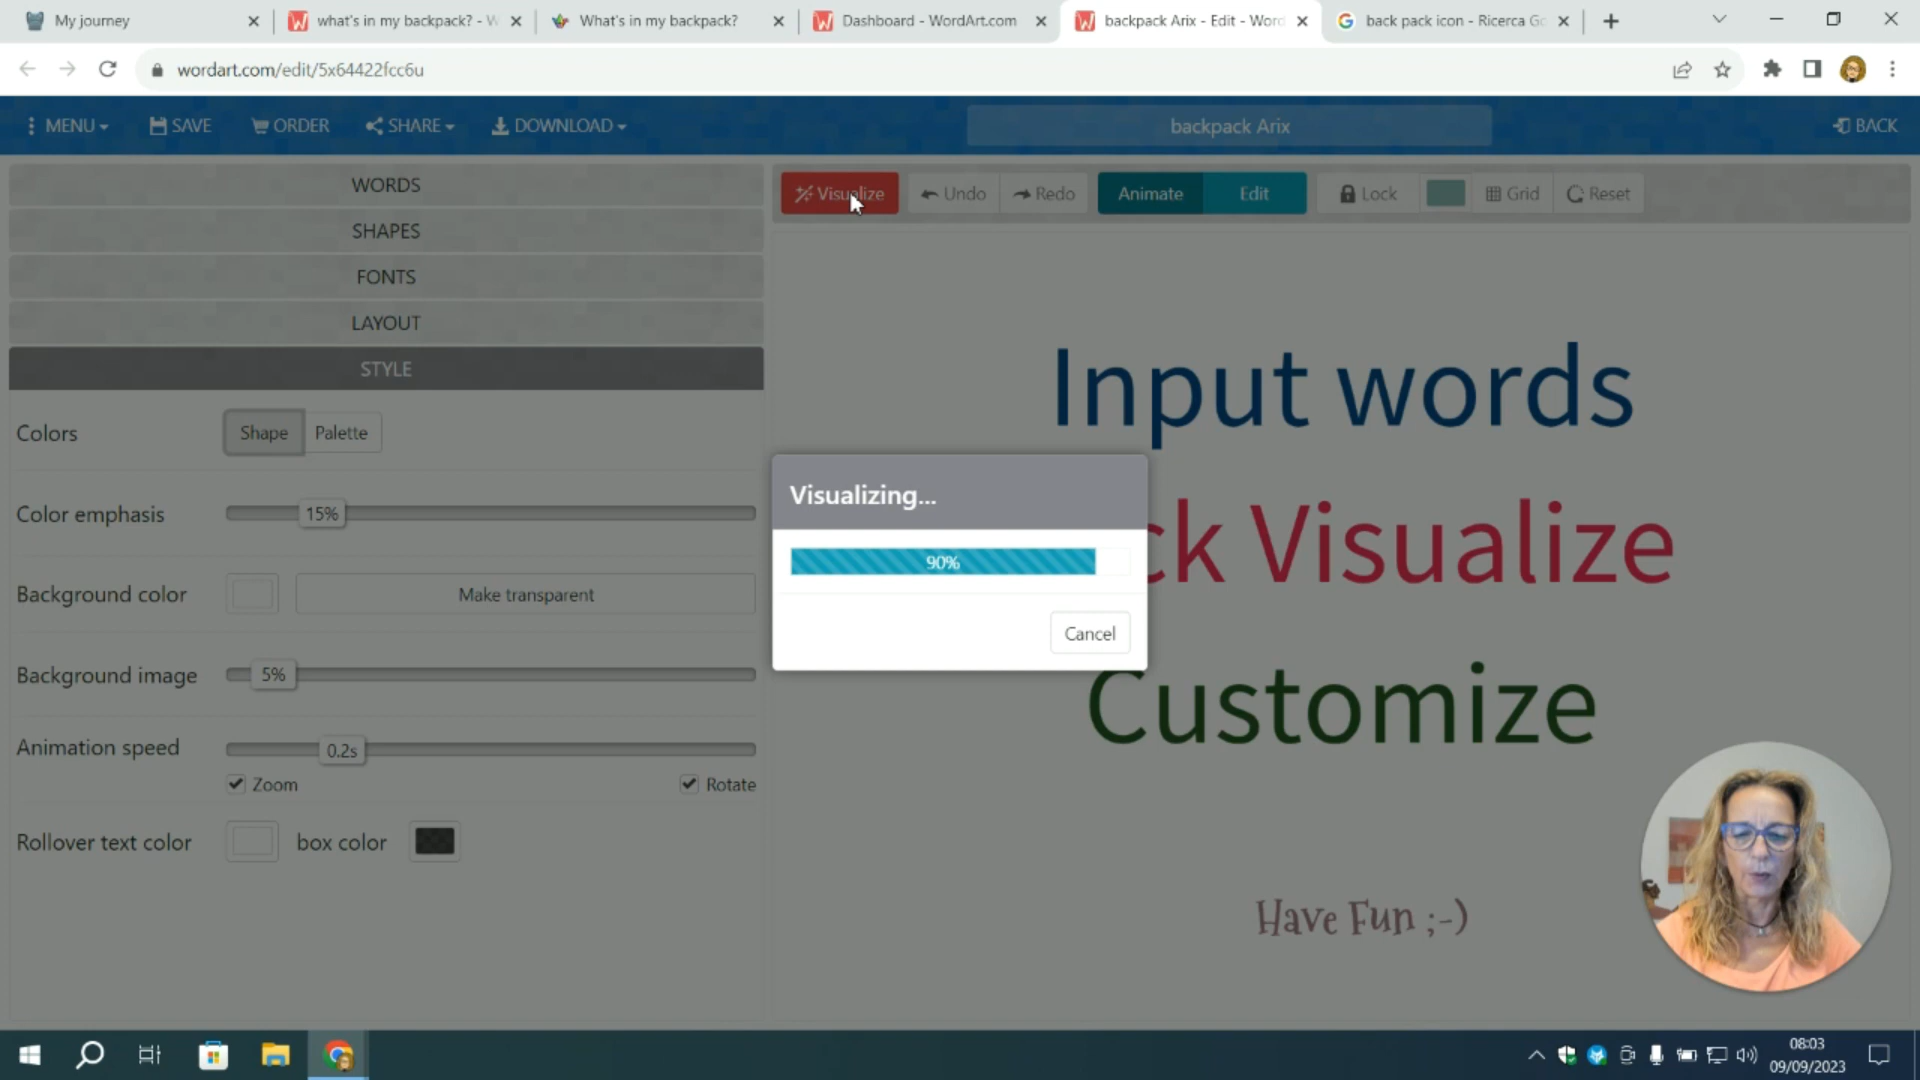 My journey
what's in my backpack? - W
What's in my backpack?
Dashboard - WordArt.com
backpack Arix - Edit - Word
back pack icon - Ricerca Go
wordart.com/edit/5x64422fcc6u
MENU
SAVE
ORDER
SHARE
DOWNLOAD
backpack Arix
BACK
WORDS
SHAPES
FONTS
LAYOUT
STYLE
Visualize
Undo
Redo
Animate
Edit
Lock
Grid
Reset
Colors
Shape
Palette
Color emphasis
15%
Background color
Make transparent
Background image
5%
Animation speed
0.2s
Zoom
Rotate
Rollover text color
box color
Input words
ck Visualize
Customize
Have Fun ;-)
Visualizing...
90%
Cancel
08:03
09/09/2023